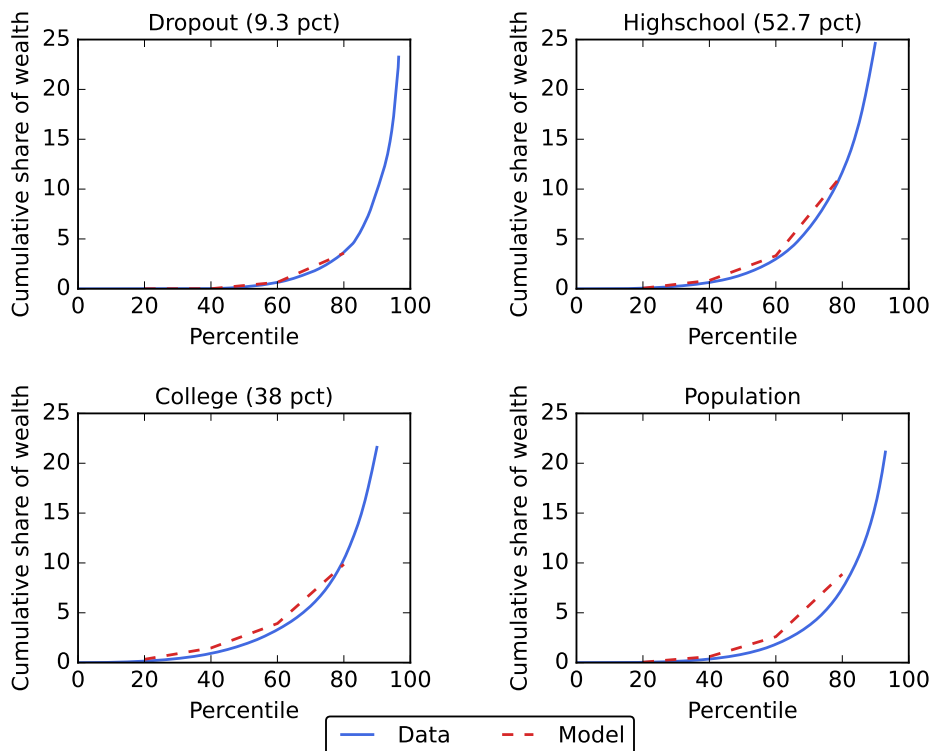 Dropout (9.3 pct)
Cumulative share of wealth
25
20
15
10
5
0
0 20 40 60 80 100
Percentile
Highschool (52.7 pct)
Cumulative share of wealth
25
20
15
10
5
0
0 20 40 60 80 100
Percentile
College (38 pct)
Cumulative share of wealth
25
20
15
10
5
0
0 20 40 60 80 100
Percentile
Population
Cumulative share of wealth
25
20
15
10
5
0
0 20 40 60 80 100
Percentile
Data Model